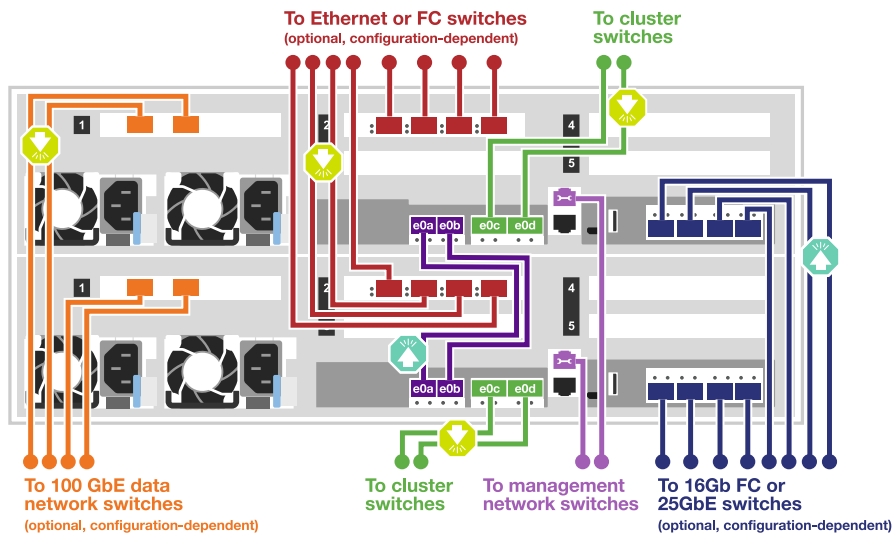 To Ethernet or FC switches
(optional, configuration-dependent)
To cluster
switches
1
2
4
5
e0a e0b
e0c e0d
1
2
4
5
e0a e0b
e0c e0d
To 100 GbE data
network switches
(optional, configuration-dependent)
To cluster
switches
To management
network switches
To 16Gb FC or
25GbE switches
(optional, configuration-dependent)